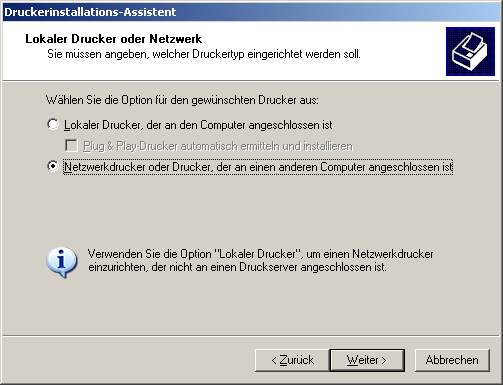 Druckerinstallations-Assistent
Lokaler Drucker oder Netzwerk
Sie müssen angeben, welcher Druckertyp eingerichtet werden soll.
Wählen Sie die Option für den gewünschten Drucker aus:
Lokaler Drucker, der an den Computer angeschlossen ist
Plug & Play-Drucker automatisch ermitteln und installieren
Netzwerkdrucker oder Drucker, der an einen anderen Computer angeschlossen ist
Verwenden Sie die Option "Lokaler Drucker", um einen Netzwerkdrucker
einzurichten, der nicht an einen Druckserver angeschlossen ist.
< Zurück Weiter > Abbrechen